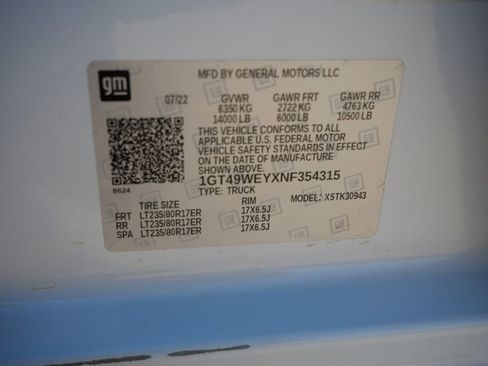 gm
MFD BY GENERAL MOTORS LLC
07/22 GVWR GAWR FRT GAWR RR
6350 KG 2722 KG 4763 KG
14000 LB 6000 LB 10500 LB
THIS VEHICLE CONFORMS TO ALL
APPLICABLE U.S. FEDERAL MOTOR
VEHICLE SAFETY STANDARDS IN EFFECT
ON THE DATE OF MANUFACTURE
SHOWN ABOVE.
8624
1GT49WEYXNF354315
TYPE: TRUCK
TIRE SIZE RIM MODEL: X5TK30943
FRT LT235/80R17ER 17X6.5J
RR LT235/80R17ER 17X6.5J
SPA LT235/80R17ER 17X6.5J